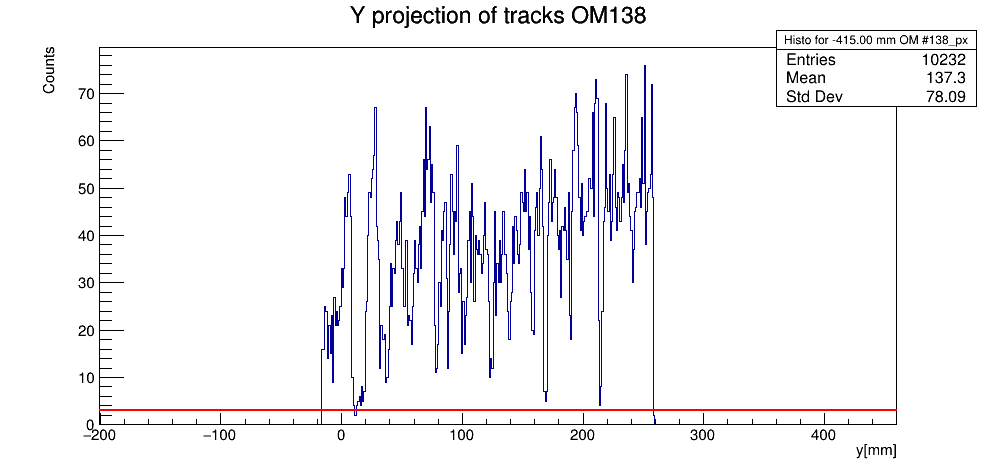 Y projection of tracks OM138
Histo for -415.00 mm OM #138_px
Entries 10232
Mean 137.3
Std Dev 78.09
Counts
70
60
50
40
30
20
10
0
−200 −100 0 100 200 300 400
y[mm]